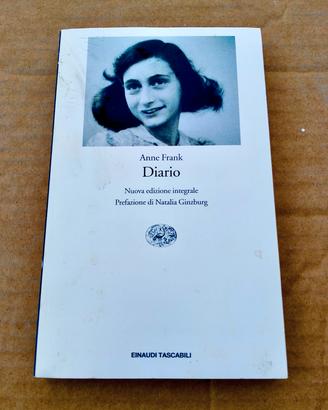 Anne Frank
Diario
Nuova edizione integrale
Prefazione di Natalia Ginzburg
EINAUDI TASCABILI